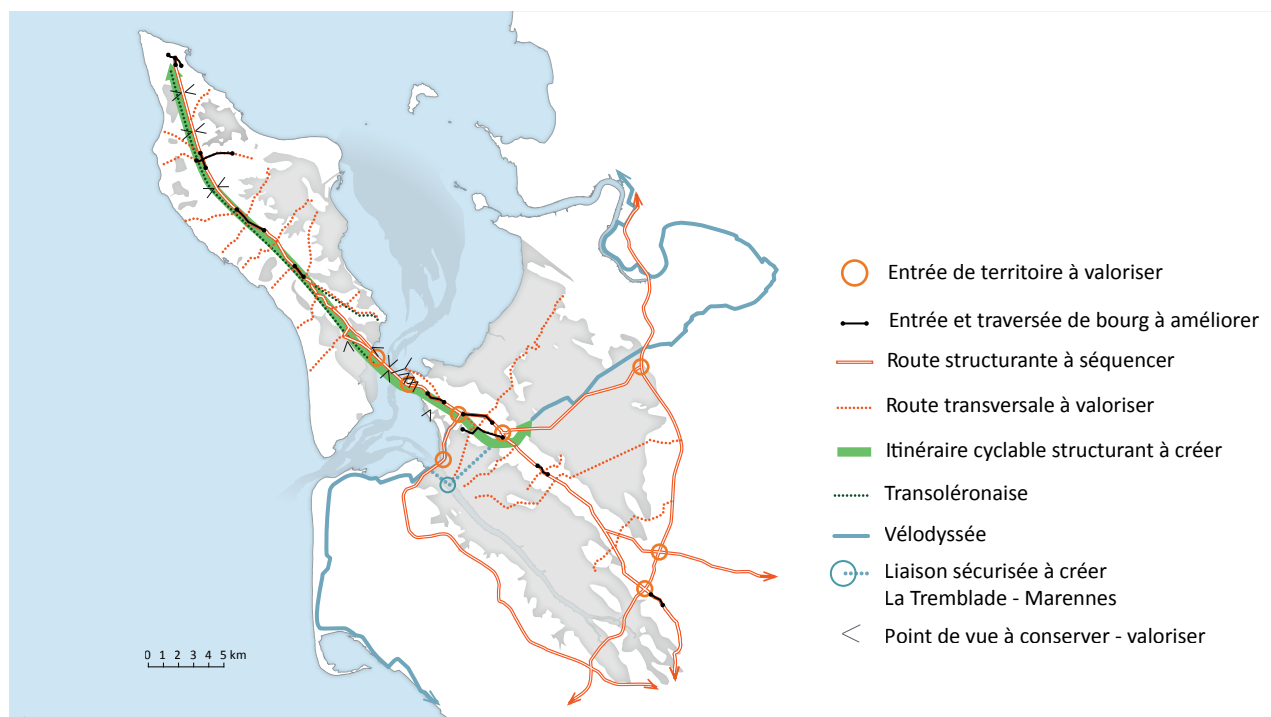 Entrée de territoire à valoriser
Entrée et traversée de bourg à améliorer
Route structurante à séquencer
Route transversale à valoriser
Itinéraire cyclable structurant à créer
Transoléronaise
Vélodyssée
Liaison sécurisée à créer
La Tremblade - Marennes
Point de vue à conserver - valoriser
0 1 2 3 4 5 km